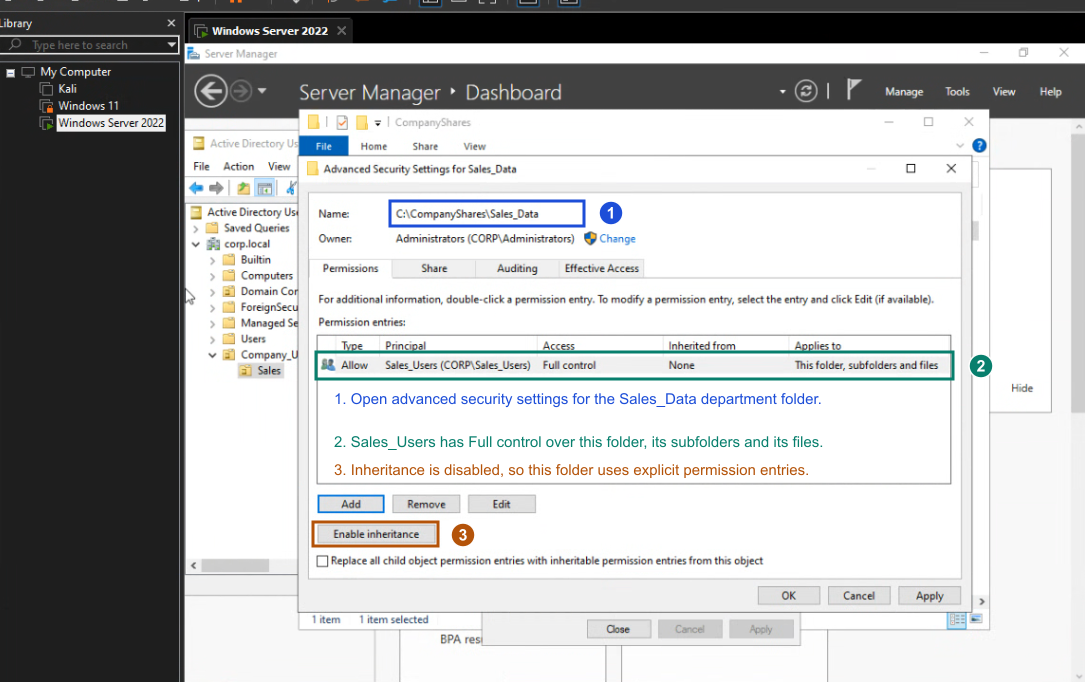 Library
Type here to search
My Computer
Kali
Windows 11
Windows Server 2022
Windows Server 2022
Server Manager
Server Manager Dashboard
Manage Tools View Help
CompanyShares
File Home Share View
Active Directory
File Action View
Active Directory
Saved Queries
corp.local
Builtin
Computers
Domain
Managed
Users
Sales
Advanced Security Settings for Sales_Data
Name: C:\CompanyShares\Sales_Data
1
Owner: Administrators (CORP\Administrators) Change
Permissions Share Auditing Effective Access
For additional information, double-click a permission entry. To modify a permission entry, select the entry and click Edit (if available).
Permission entries:
Type Principal Access Inherited from Applies to
Allow Sales_Users (CORP\Sales_Users) Full control None This folder, subfolders and files
2
1. Open advanced security settings for the Sales_Data department folder.
2. Sales_Users has Full control over this folder, its subfolders and its files.
3. Inheritance is disabled, so this folder uses explicit permission entries.
Add Remove Edit
Enable inheritance
3
Replace all child object permission entries with inheritable permission entries from this object
OK Cancel Apply
Hide
1 item 1 item selected
Close Cancel Apply
BPA